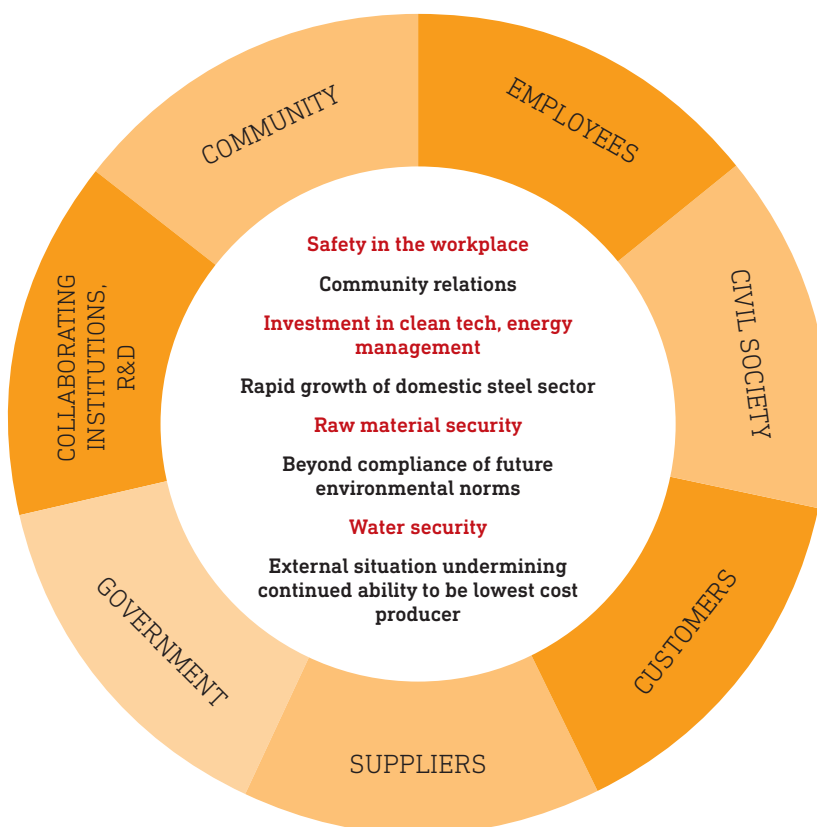 COMMUNITY
EMPLOYEES
CIVIL SOCIETY
CUSTOMERS
SUPPLIERS
GOVERNMENT
COLLABORATING
INSTITUTIONS,
R&D
Safety in the workplace
Community relations
Investment in clean tech, energy
management
Rapid growth of domestic steel sector
Raw material security
Beyond compliance of future
environmental norms
Water security
External situation undermining
continued ability to be lowest cost
producer